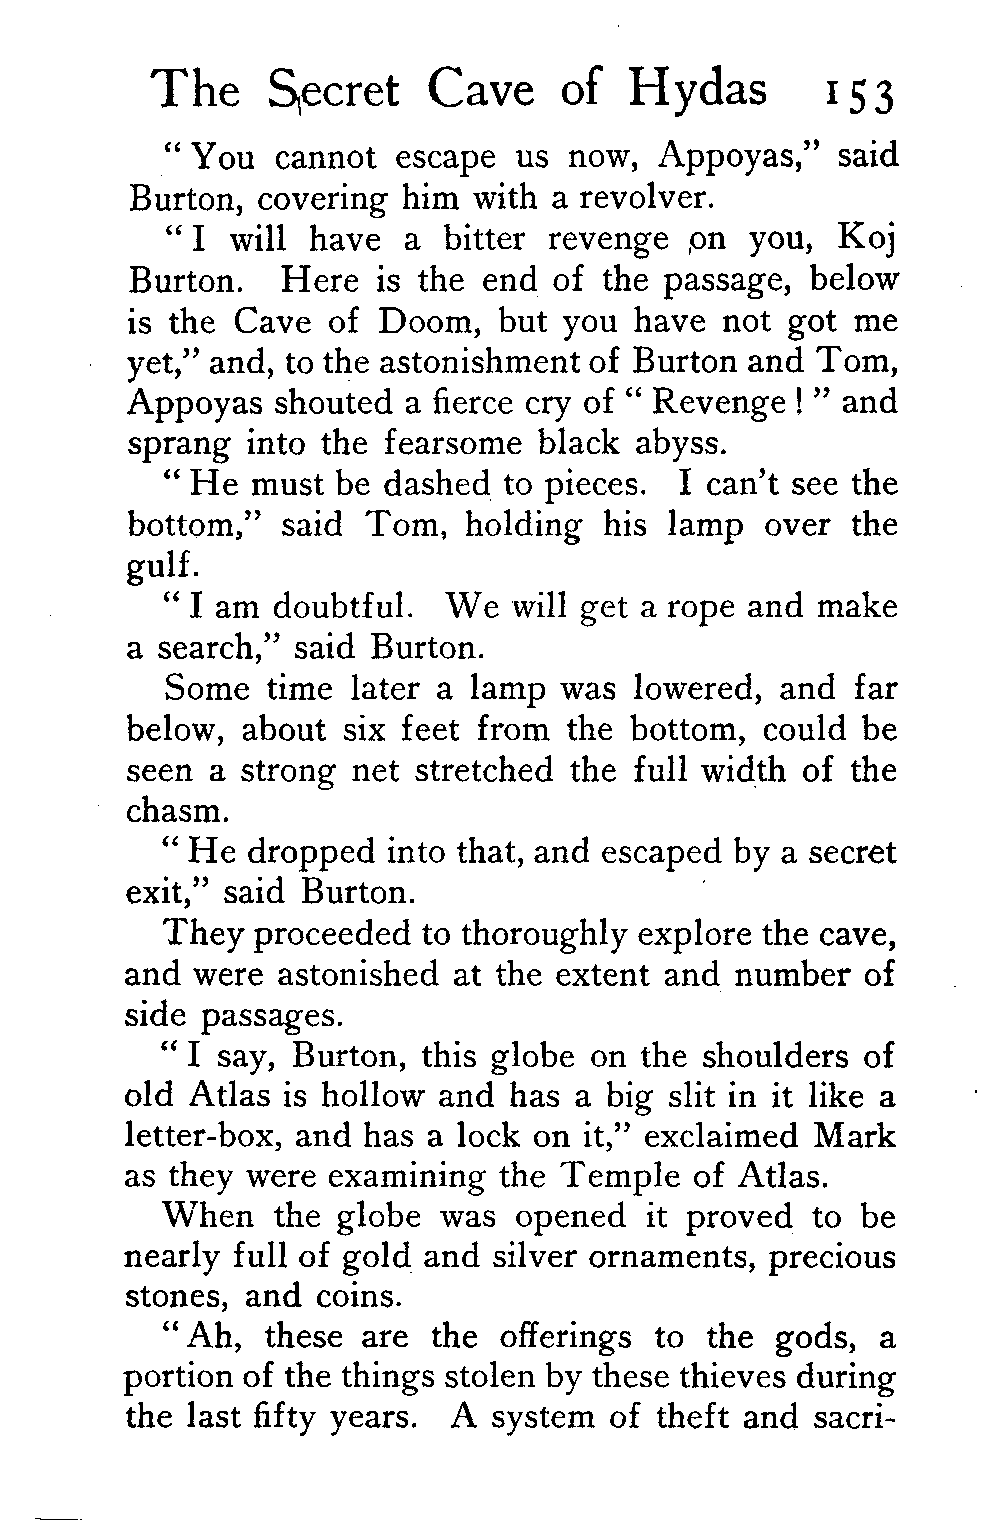 The Secret Cave of Hydas 153
“ You cannot escape us now, Appoyas,” said
Burton, covering him with a revolver.
“ I will have a bitter revenge on you, Koj
Burton. Here is the end of the passage, below
is the Cave of Doom, but you have not got me
yet,” and, to the astonishment of Burton and Tom,
Appoyas shouted a fierce cry of “ Revenge ! ” and
sprang into the fearsome black abyss.
“ He must be dashed to pieces. I can’t see the
bottom,” said Tom, holding his lamp over the
gulf.
“ I am doubtful. We will get a rope and make
a search,” said Burton.
Some time later a lamp was lowered, and far
below, about six feet from the bottom, could be
seen a strong net stretched the full width of the
chasm.
“ He dropped into that, and escaped by a secret
exit,” said Burton.
They proceeded to thoroughly explore the cave,
and were astonished at the extent and number of
side passages.
“ I say, Burton, this globe on the shoulders of
old Atlas is hollow and has a big slit in it like a
letter-box, and has a lock on it,” exclaimed Mark
as they were examining the Temple of Atlas.
When the globe was opened it proved to be
nearly full of gold and silver ornaments, precious
stones, and coins.
“ Ah, these are the offerings to the gods, a
portion of the things stolen by these thieves during
the last fifty years. A system of theft and sacri-